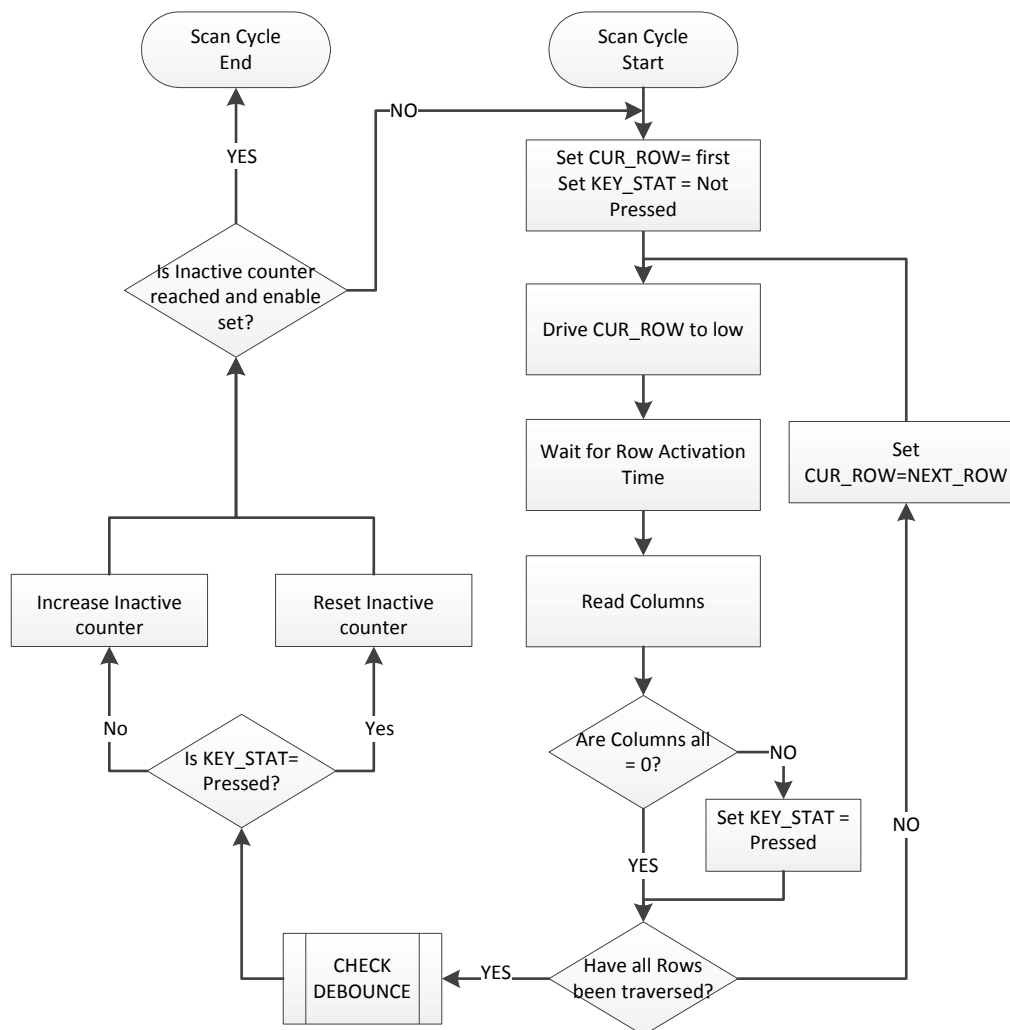 Scan Cycle
End
Scan Cycle
Start
NO
YES
Set CUR_ROW= first
Set KEY_STAT = Not
Pressed
Is Inactive counter
reached and enable
set?
Drive CUR_ROW to low
Wait for Row Activation
Time
Set
CUR_ROW=NEXT_ROW
Increase Inactive
counter
Reset Inactive
counter
Read Columns
No
Yes
Is KEY_STAT=
Pressed?
Are Columns all
= 0?
NO
Set KEY_STAT =
Pressed
NO
YES
CHECK
DEBOUNCE
YES
Have all Rows
been traversed?